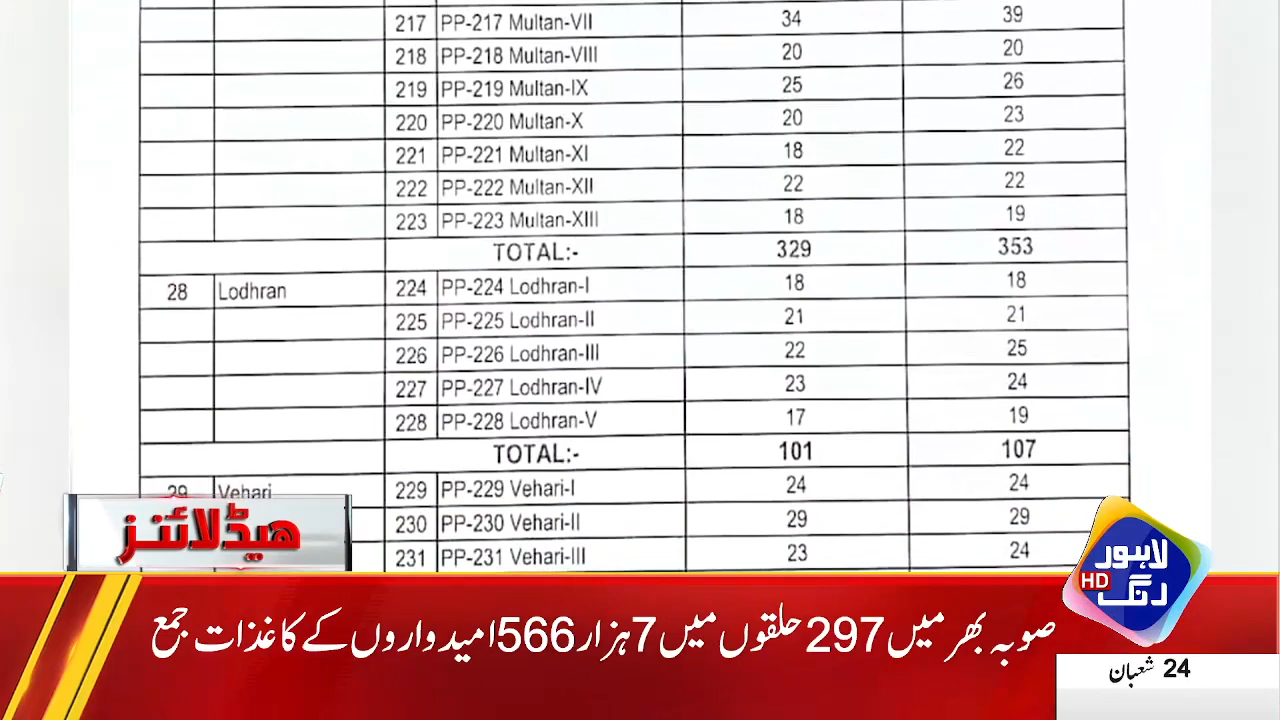 217 PP-217 Multan-VII 34 39
218 PP-218 Multan-VIII 20 20
219 PP-219 Multan-IX 25 26
220 PP-220 Multan-X 20 23
221 PP-221 Multan-XI 18 22
222 PP-222 Multan-XII 22 22
223 PP-223 Multan-XIII 18 19
TOTAL:- 329 353
28 Lodhran 224 PP-224 Lodhran-I 18 18
225 PP-225 Lodhran-II 21 21
226 PP-226 Lodhran-III 22 25
227 PP-227 Lodhran-IV 23 24
228 PP-228 Lodhran-V 17 19
TOTAL:- 101 107
29 Vehari 229 PP-229 Vehari-I 24 24
230 PP-230 Vehari-II 29 29
231 PP-231 Vehari-III 23 24
ہیڈلائنز
لاہور
رنگ HD
صوبہ بھر میں 297 حلقوں میں 7 ہزار 566 امیدواروں کے کاغذات جمع
24 شعبان